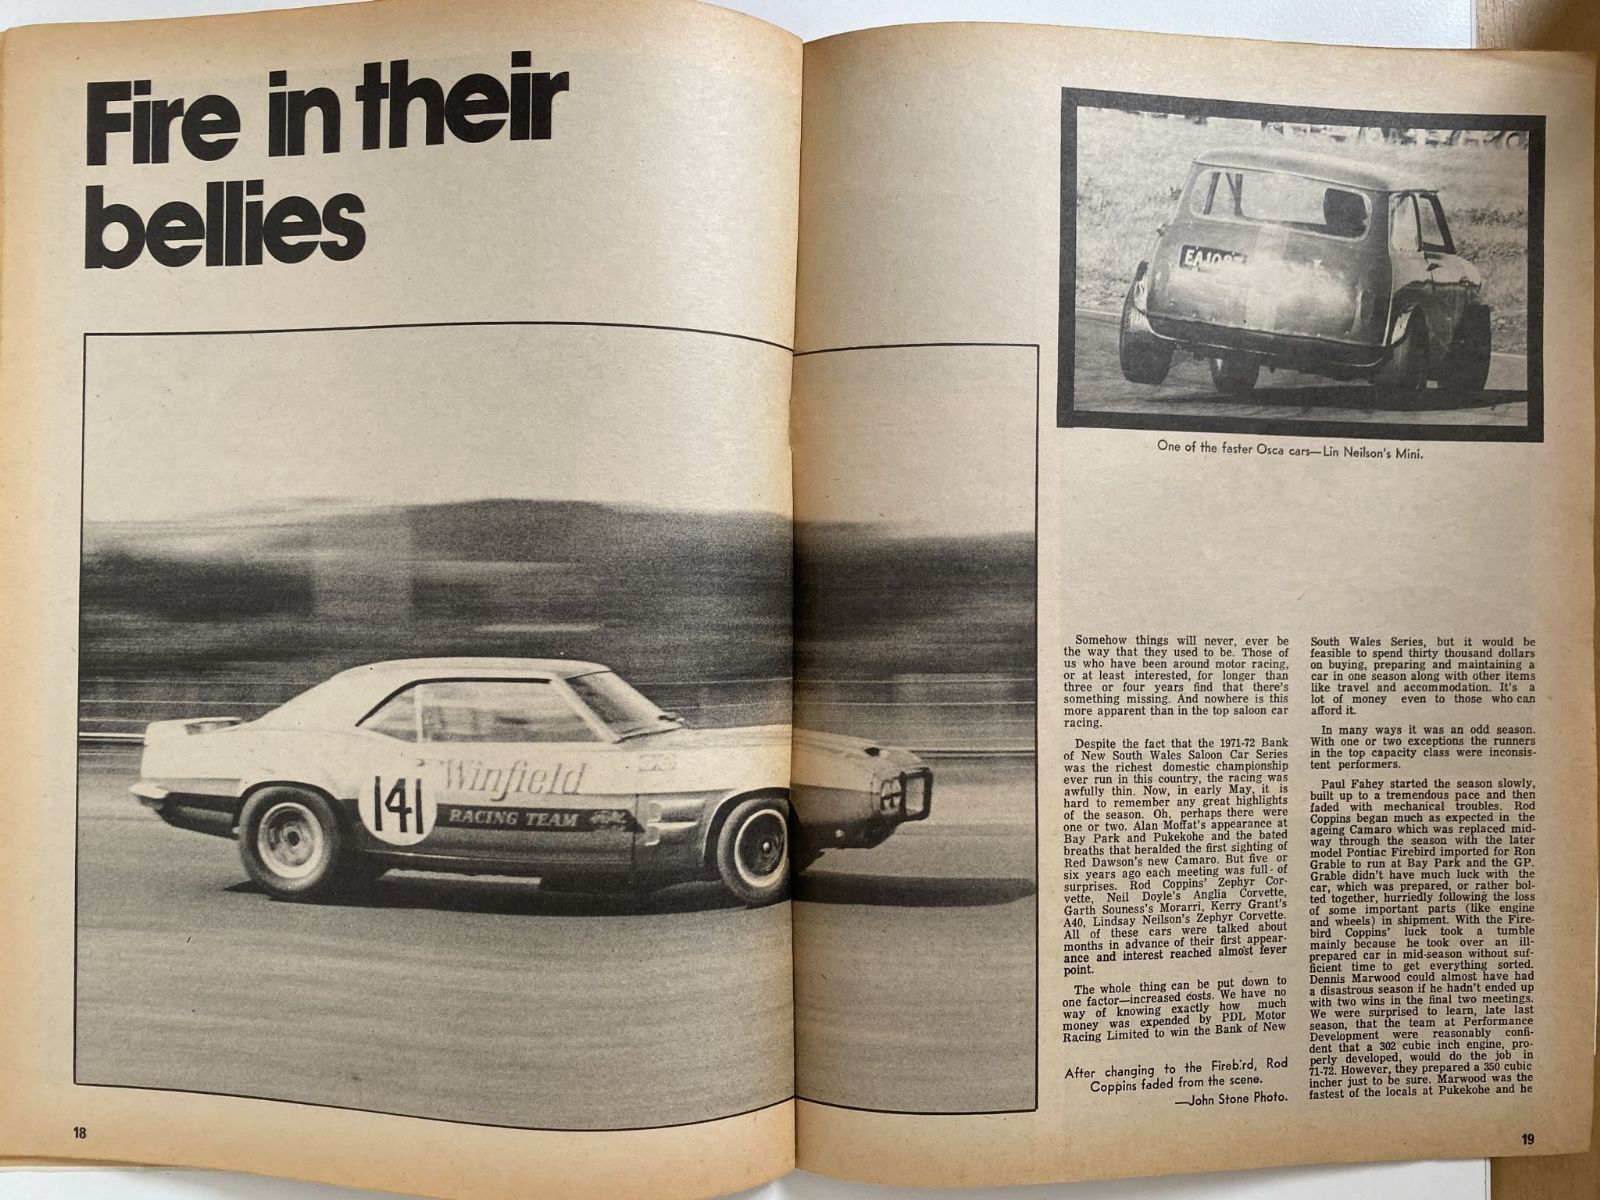 Fire in their
bellies
141
Winfield
RACING TEAM
18
EA10
One of the faster Osca cars—Lin Neilson's Mini.
Somehow things will never, ever be
the way that they used to be. Those of
us who have been around motor racing,
or at least interested, for longer than
three or four years find that there's
something missing. And nowhere is this
more apparent than in the top saloon car
racing.
Despite the fact that the 1971-72 Bank
of New South Wales Saloon Car Series
was the richest domestic championship
ever run in this country, the racing was
awfully thin. Now, in early May, it is
hard to remember any great highlights
of the season. Oh, perhaps there were
one or two. Alan Moffat's appearance at
Bay Park and Pukekohe and the bated
breaths that heralded the first sighting of
Red Dawson's new Camaro. But five or
six years ago each meeting was full of
surprises. Rod Coppins' Zephyr Cor-
vette, Neil Doyle's Anglia Corvette,
Garth Souness's Morarri, Kerry Grant's
A40, Lindsay Neilson's Zephyr Corvette.
All of these cars were talked about
months in advance of their first appear-
ance and interest reached almost fever
point.
The whole thing can be put down to
one factor—increased costs. We have no
way of knowing exactly how much
money was expended by PDL Motor
Racing Limited to win the Bank of New
After changing to the Firebird, Rod
Coppins faded from the scene.
—John Stone Photo.
South Wales Series, but it would be
feasible to spend thirty thousand dollars
on buying, preparing and maintaining a
car in one season along with other items
like travel and accommodation. It's a
lot of money even to those who can
afford it.
In many ways it was an odd season.
With one or two exceptions the runners
in the top capacity class were inconsis-
tent performers.
Paul Fahey started the season slowly,
built up to a tremendous pace and then
faded with mechanical troubles. Rod
Coppins began much as expected in the
ageing Camaro which was replaced mid-
way through the season with the later
model Pontiac Firebird imported for Ron
Grable to run at Bay Park and the GP.
Grable didn't have much luck with the
car, which was prepared, or rather bol-
ted together, hurriedly following the loss
of some important parts (like engine
and wheels) in shipment. With the Fire-
bird Coppins' luck took a tumble
mainly because he took over an ill-
prepared car in mid-season without suf-
ficient time to get everything sorted.
Dennis Marwood could almost have had
a disastrous season if he hadn't ended up
with two wins in the final two meetings.
We were surprised to learn, late last
season, that the team at Performance
Development were reasonably confi-
dent that a 302 cubic inch engine, pro-
perly developed, would do the job in
71-72. However, they prepared a 350 cubic
incher just to be sure. Marwood was the
fastest of the locals at Pukekohe and he
19